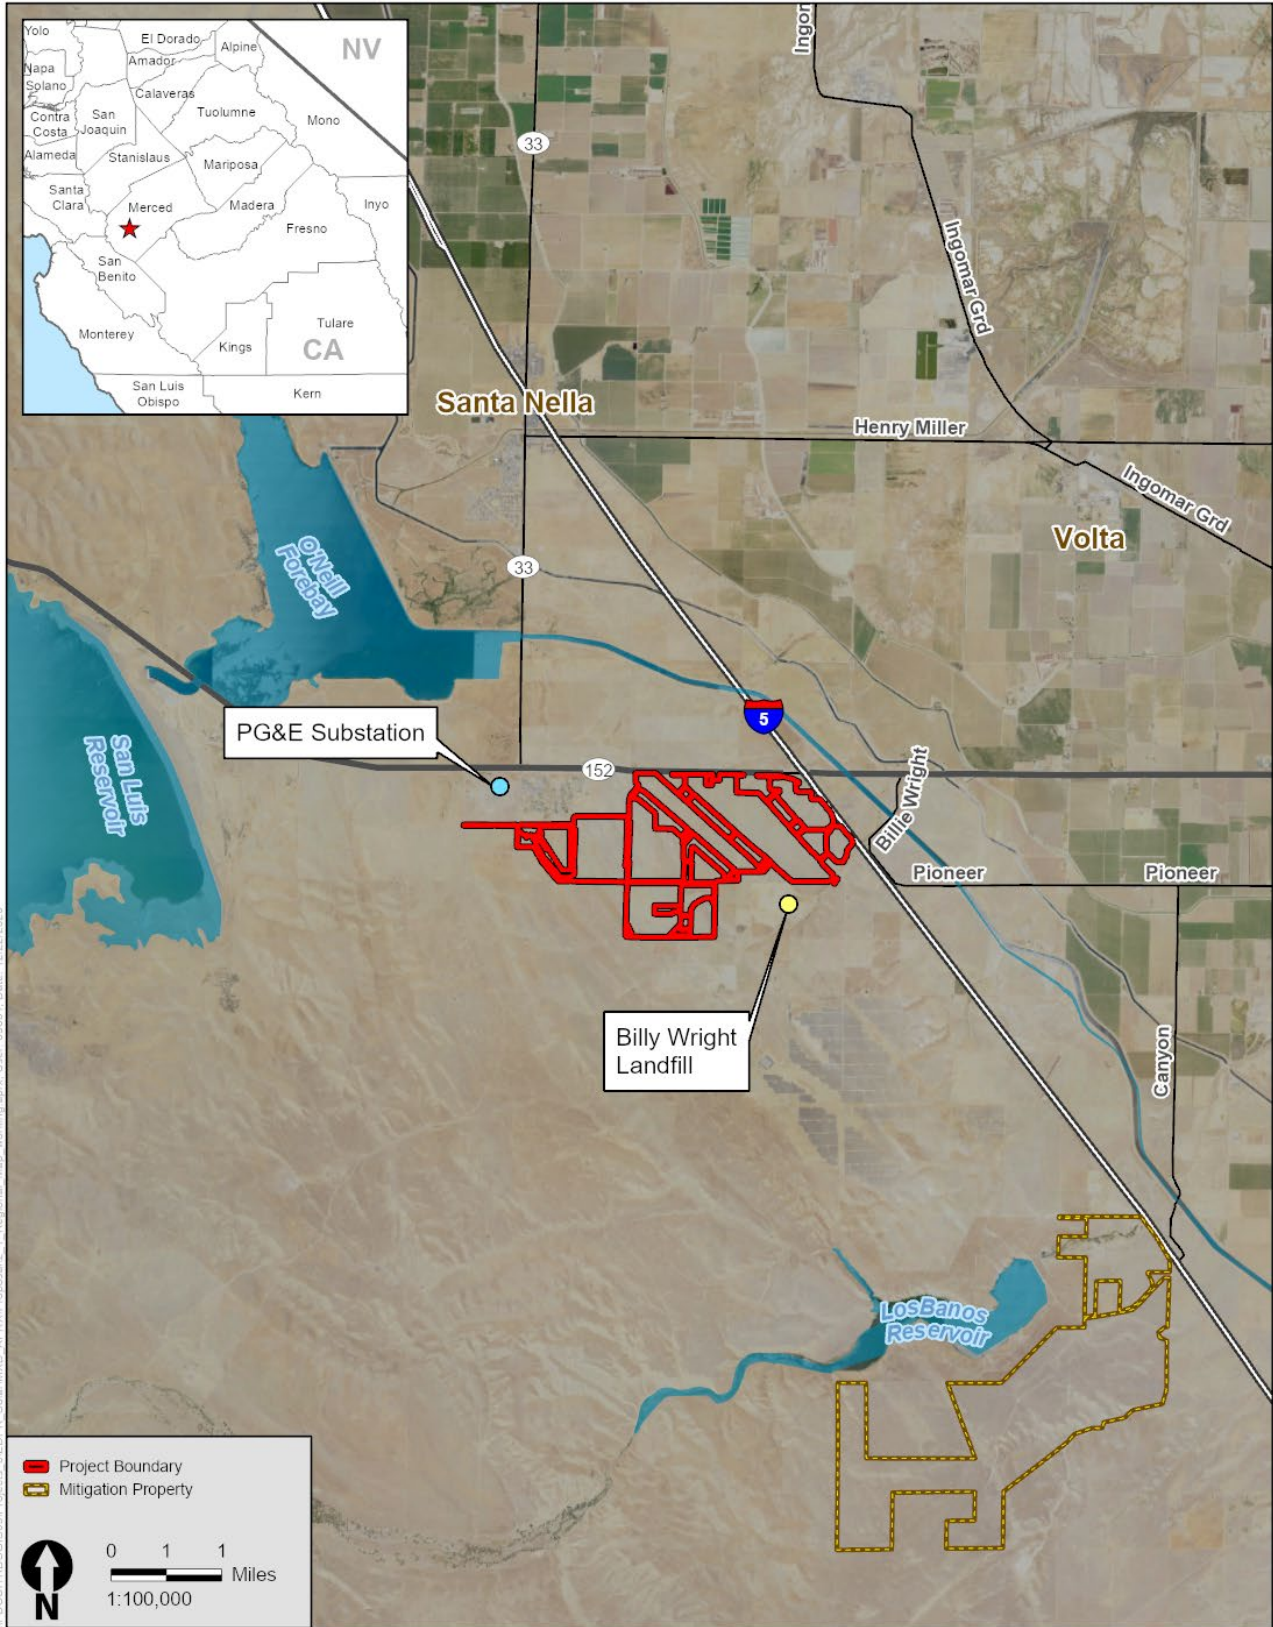 Yolo
El Dorado
Alpine
NV
Amador
Napa
Solano
Calaveras
Contra
Costa
San
Joaquin
Tuolumne
Mono
Alameda
Stanislaus
Mariposa
Santa
Clara
Merced
Madera
Inyo
Fresno
San
Benito
Monterey
Tulare
Kings
CA
San Luis
Obispo
Kern
33
Ingomar Grd
Santa Nella
Henry Miller
Ingomar Grd
Volta
O'Neill
Forebay
33
San Luis
Reservoir
PG&E Substation
5
152
Billie Wright
Pioneer
Pioneer
Billy Wright
Landfill
Canyon
LosBanos
Reservoir
Project Boundary
Mitigation Property
N
0 1 1
Miles
1:100,000